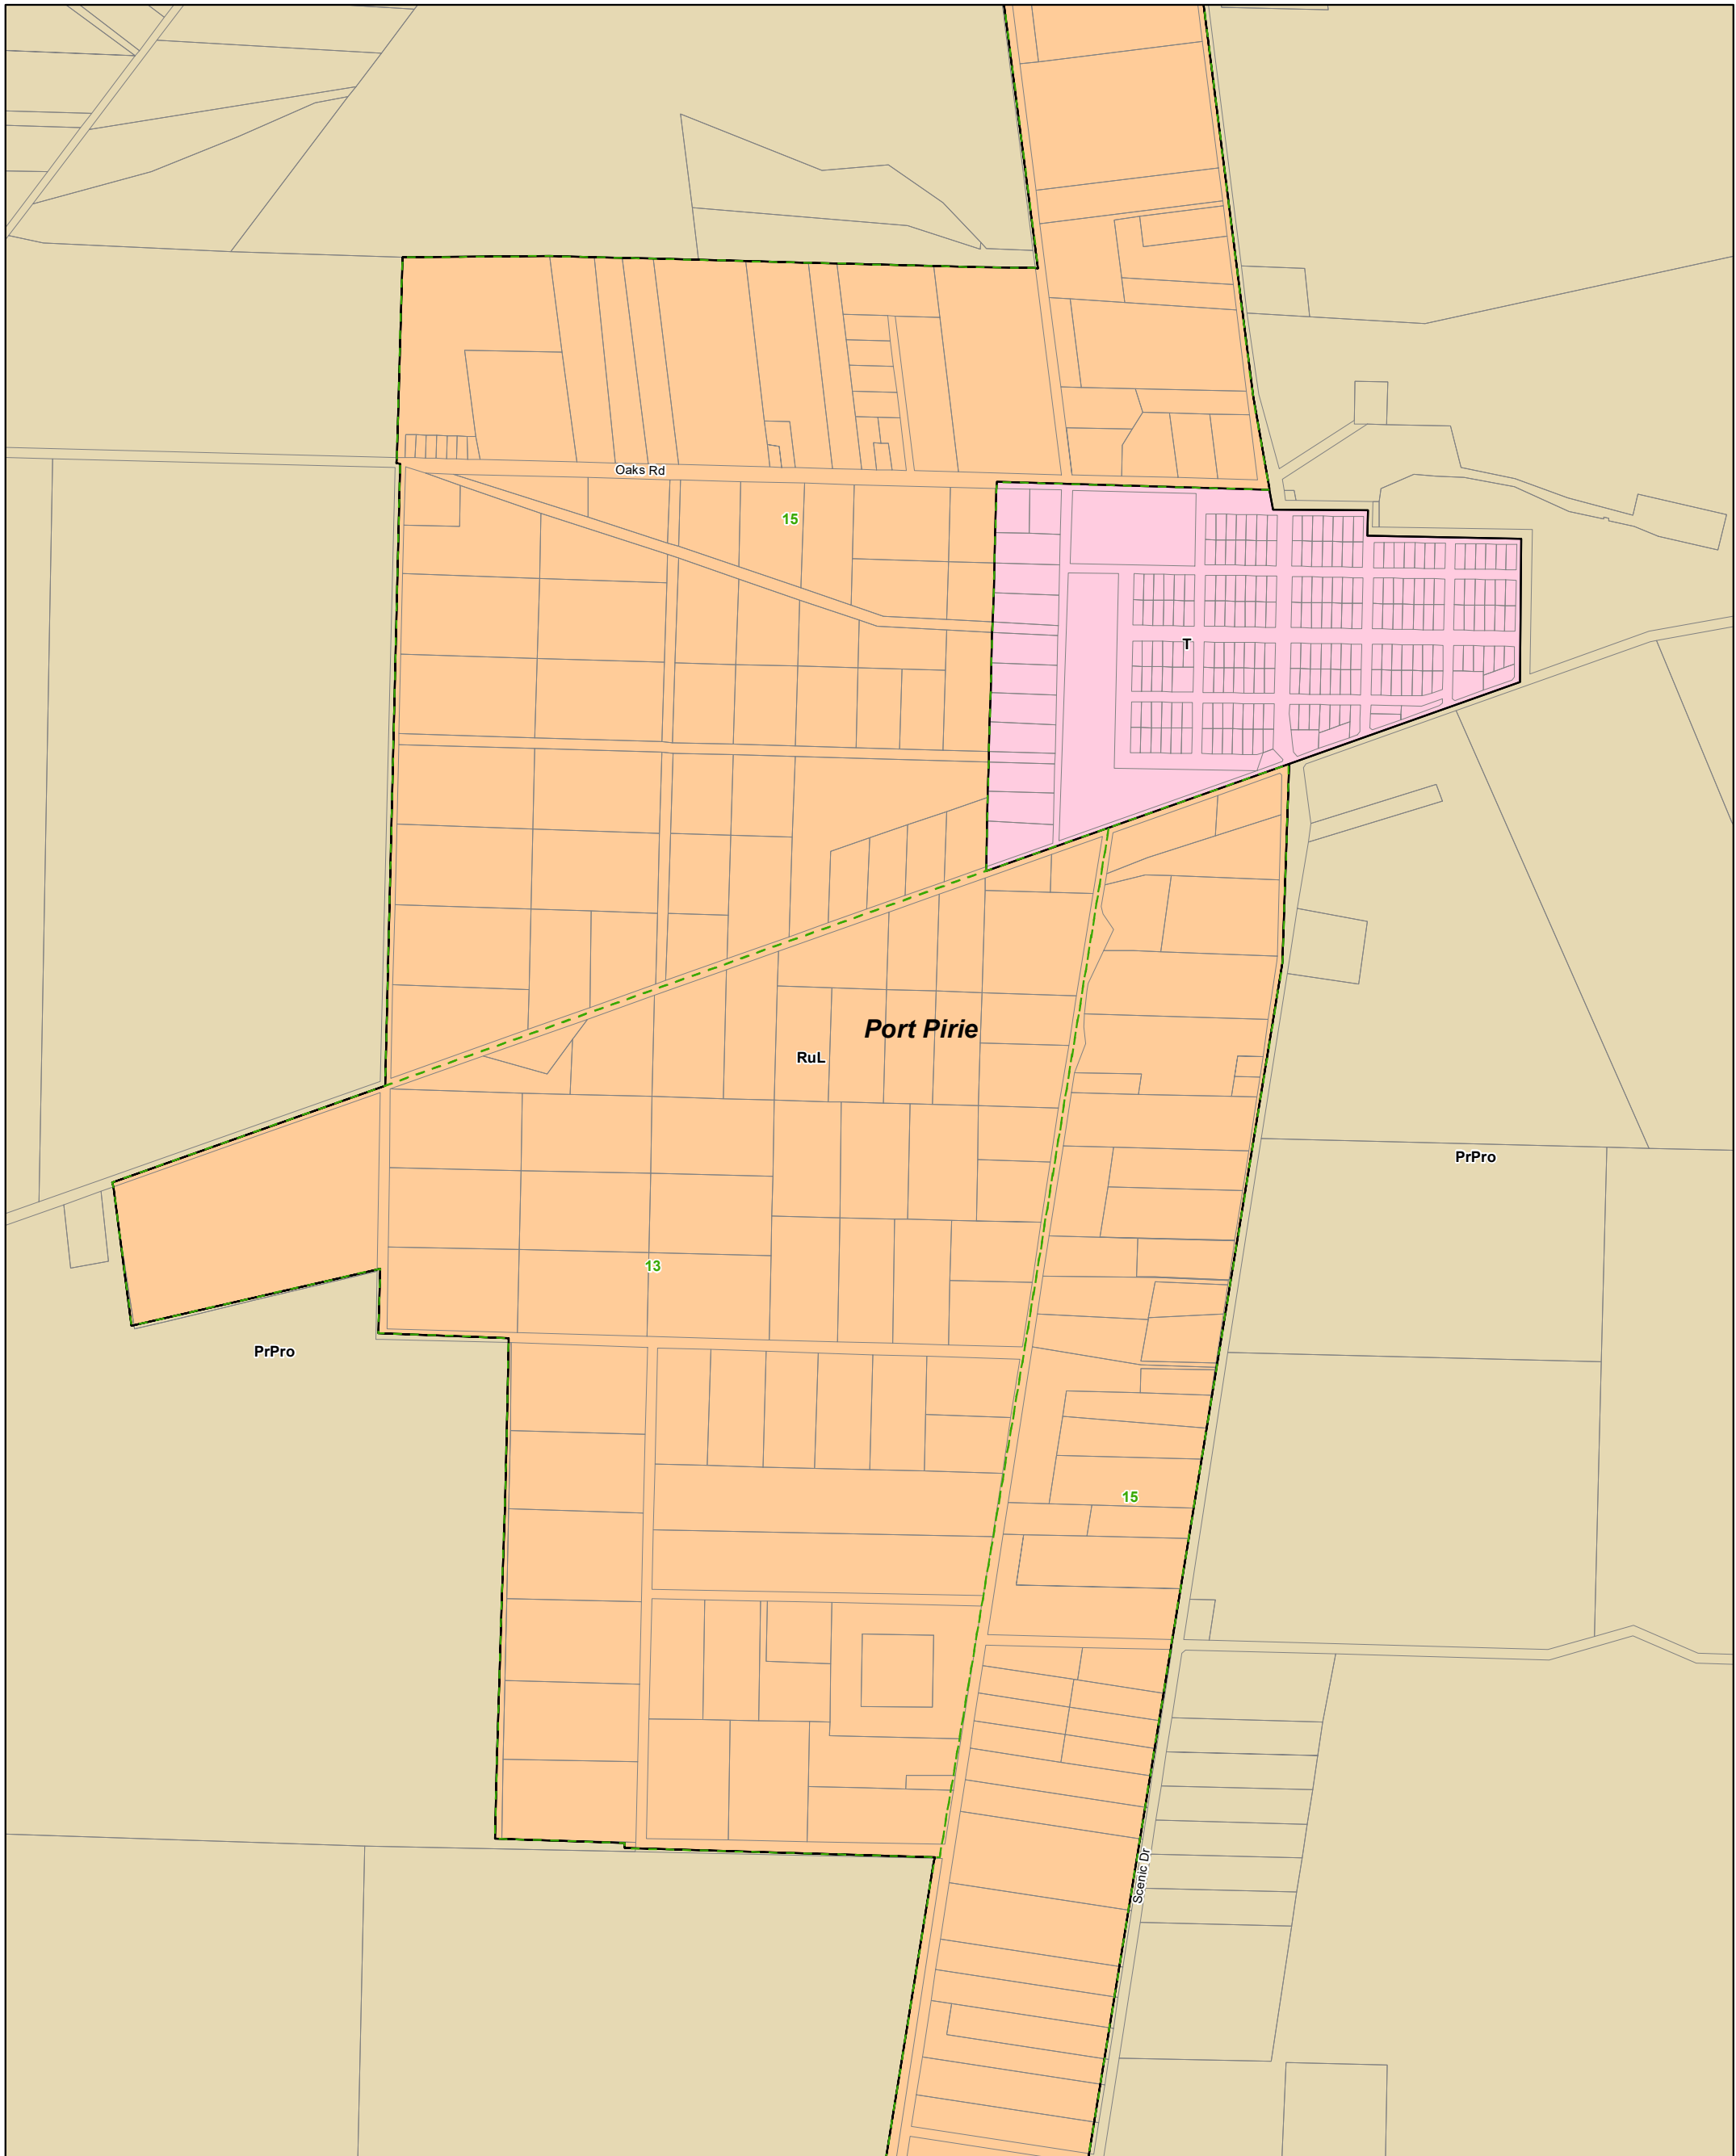 Oaks Rd
15
T
Port Pirie
RuL
PrPro
13
PrPro
15
Scenic Dr